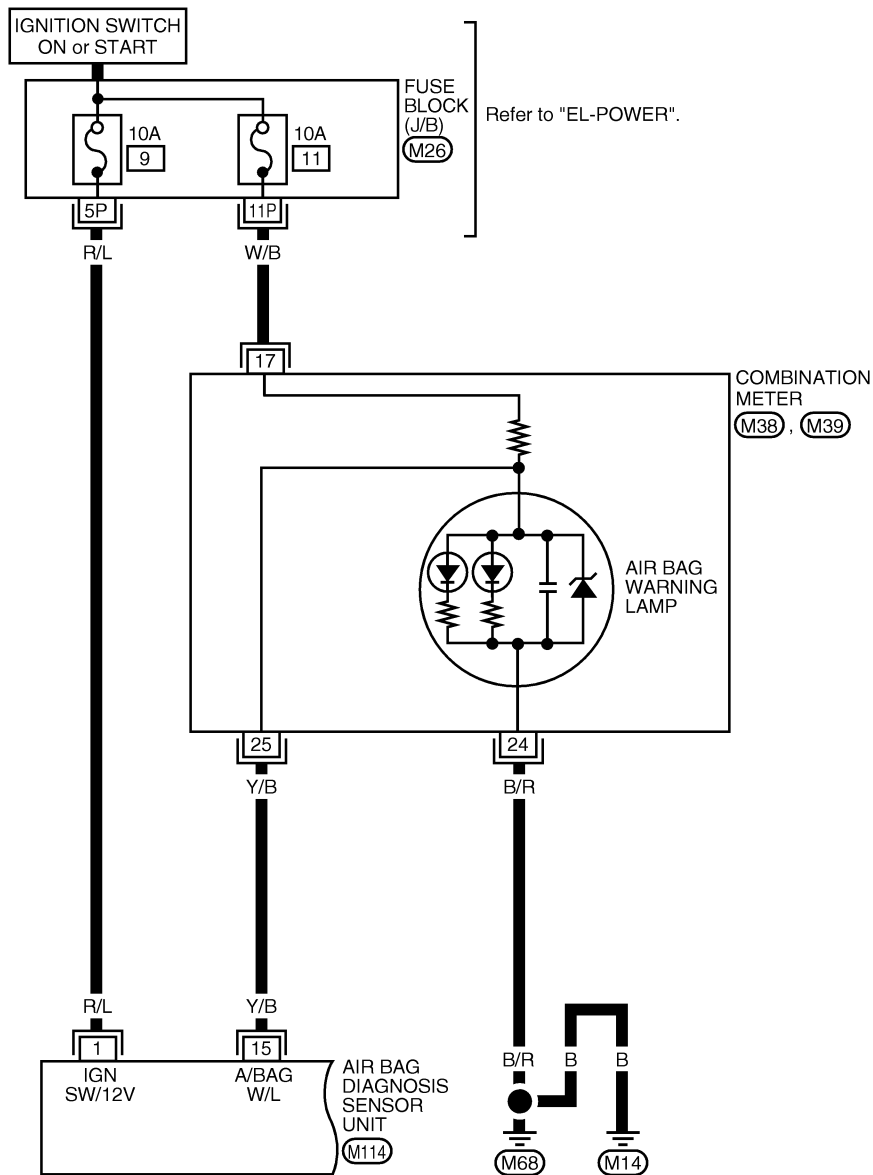 IGNITION SWITCH
ON or START
FUSE
BLOCK
(J/B)
M26
Refer to "EL-POWER".
10A
9
10A
11
5P
11P
R/L
W/B
17
COMBINATION
METER
M38 , M39
AIR BAG
WARNING
LAMP
25
24
Y/B
B/R
R/L
Y/B
1
15
IGN
SW/12V
A/BAG
W/L
AIR BAG
DIAGNOSIS
SENSOR
UNIT
M114
B/R
B
B
M68
M14